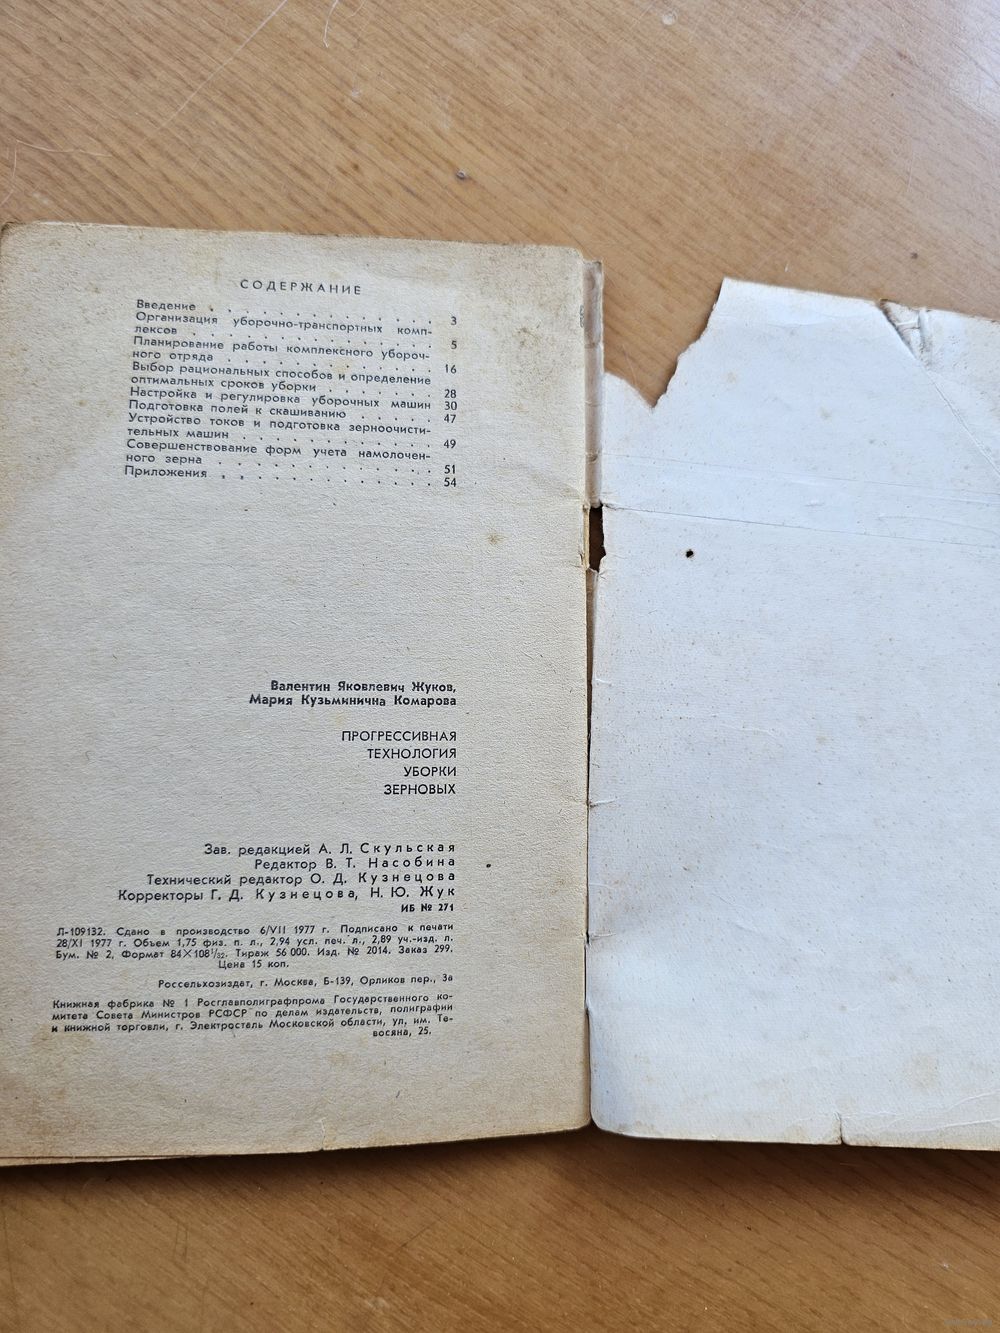 СОДЕРЖАНИЕ
Введение . . . . . . . . . . . . . 3
Организация уборочно-транспортных комп-
лексов . . . . . . . . . . . . . 5
Планирование работы комплексного убороч-
ного отряда . . . . . . . . . . . 16
Выбор рациональных способов и определение
оптимальных сроков уборки . . . . . . 28
Настройка и регулировка уборочных машин 30
Подготовка полей к скашиванию . . . . . 47
Устройство токов и подготовка зерноочисти-
тельных машин . . . . . . . . . . 49
Совершенствование форм учета намолочен-
ного зерна . . . . . . . . . . . . 51
Приложения . . . . . . . . . . . . 54
Валентин Яковлевич Жуков,
Мария Кузьминична Комарова
ПРОГРЕССИВНАЯ
ТЕХНОЛОГИЯ
УБОРКИ
ЗЕРНОВЫХ
Зав. редакцией А. Л. Скульская
Редактор В. Т. Насобина
Технический редактор О. Д. Кузнецова
Корректоры Г. Д. Кузнецова, Н. Ю. Жук
ИБ № 271
Л-109132. Сдано в производство 6/VII 1977 г. Подписано к печати
28/XI 1977 г. Объем 1,75 физ. п. л., 2,94 усл. печ. л., 2,89 уч.-изд. л.
Бум. № 2, Формат 84×108¹/₃₂. Тираж 56 000. Изд. № 2014. Заказ 299.
Цена 15 коп.
Россельхозиздат, г. Москва, Б-139, Орликов пер., 3а
Книжная фабрика № 1 Росглавполиграфпрома Государственного ко-
митета Совета Министров РСФСР по делам издательств, полиграфии
и книжной торговли, г. Электросталь Московской области, ул. им. Те-
восяна, 25.